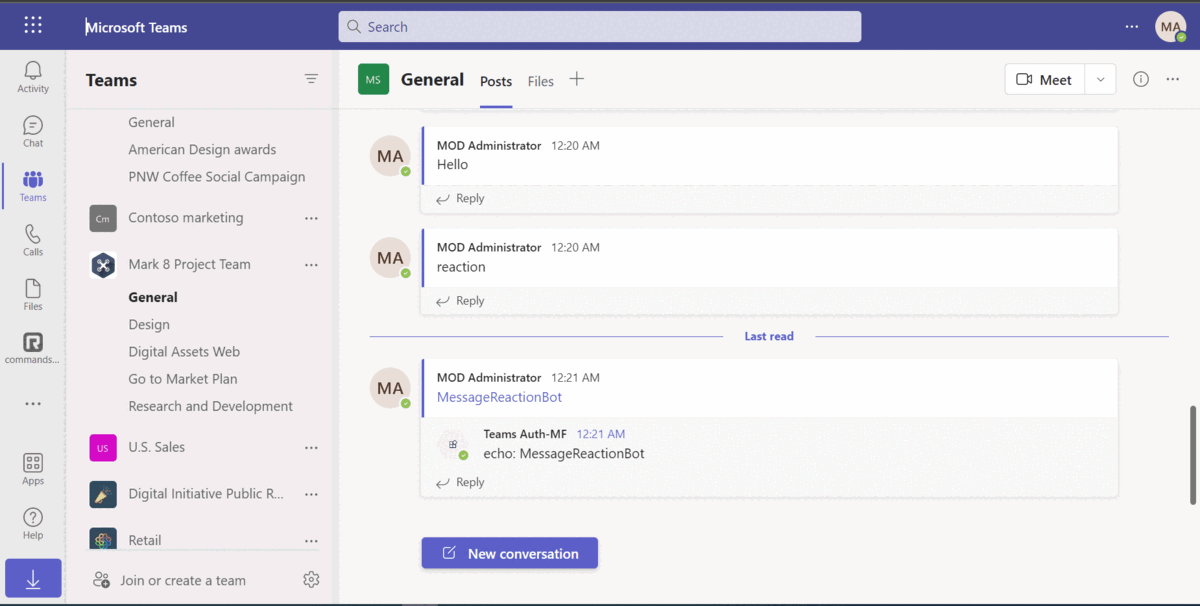 Microsoft Teams
Search
MA
Activity
Chat
Teams
Calls
Files
commands...
Apps
Help
Teams
General
American Design awards
PNW Coffee Social Campaign
Cm Contoso marketing
Mark 8 Project Team
General
Design
Digital Assets Web
Go to Market Plan
Research and Development
US U.S. Sales
Digital Initiative Public R...
Retail
Join or create a team
MS General Posts Files
Meet
MA MOD Administrator 12:20 AM
Hello
Reply
MA MOD Administrator 12:20 AM
reaction
Reply
Last read
MA MOD Administrator 12:21 AM
MessageReactionBot
Teams Auth-MF 12:21 AM
echo: MessageReactionBot
Reply
New conversation